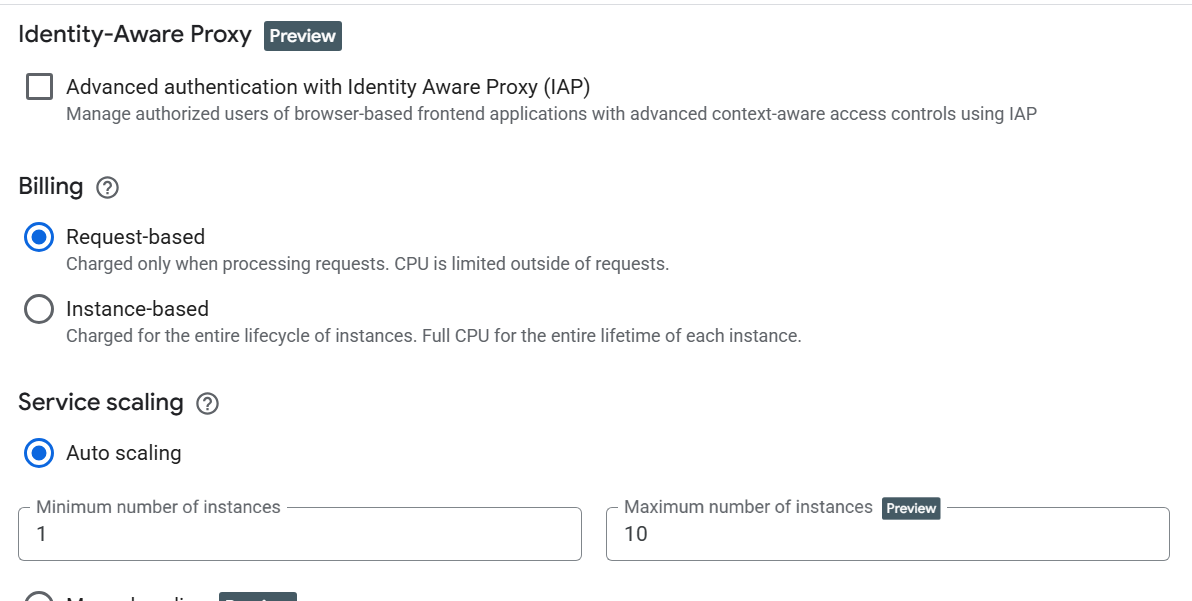 Identity-Aware Proxy Preview
Advanced authentication with Identity Aware Proxy (IAP)
Manage authorized users of browser-based frontend applications with advanced context-aware access controls using IAP
Billing ?
Request-based
Charged only when processing requests. CPU is limited outside of requests.
Instance-based
Charged for the entire lifecycle of instances. Full CPU for the entire lifetime of each instance.
Service scaling ?
Auto scaling
Minimum number of instances
1
Maximum number of instances Preview
10